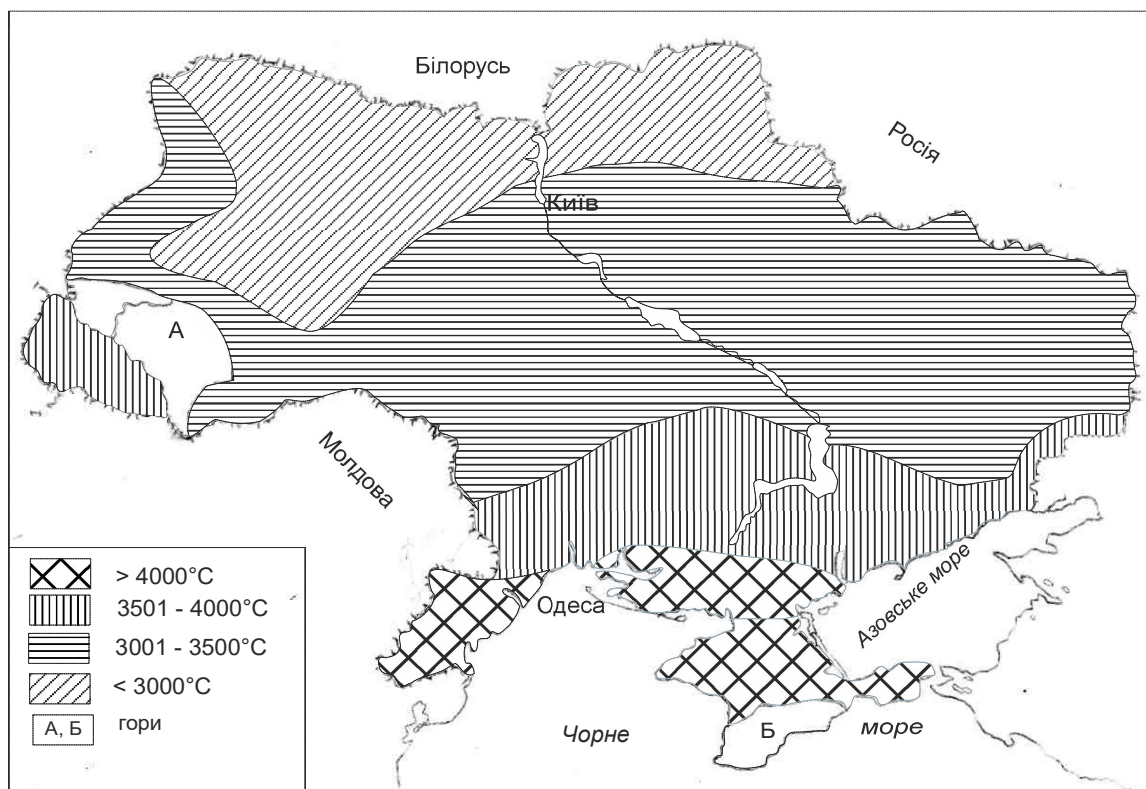 Білорусь
Росія
Київ
А
Молдова
Одеса
Азовське море
Чорне
море
Б
> 4000°C
3501 - 4000°C
3001 - 3500°C
< 3000°C
А, Б
гори